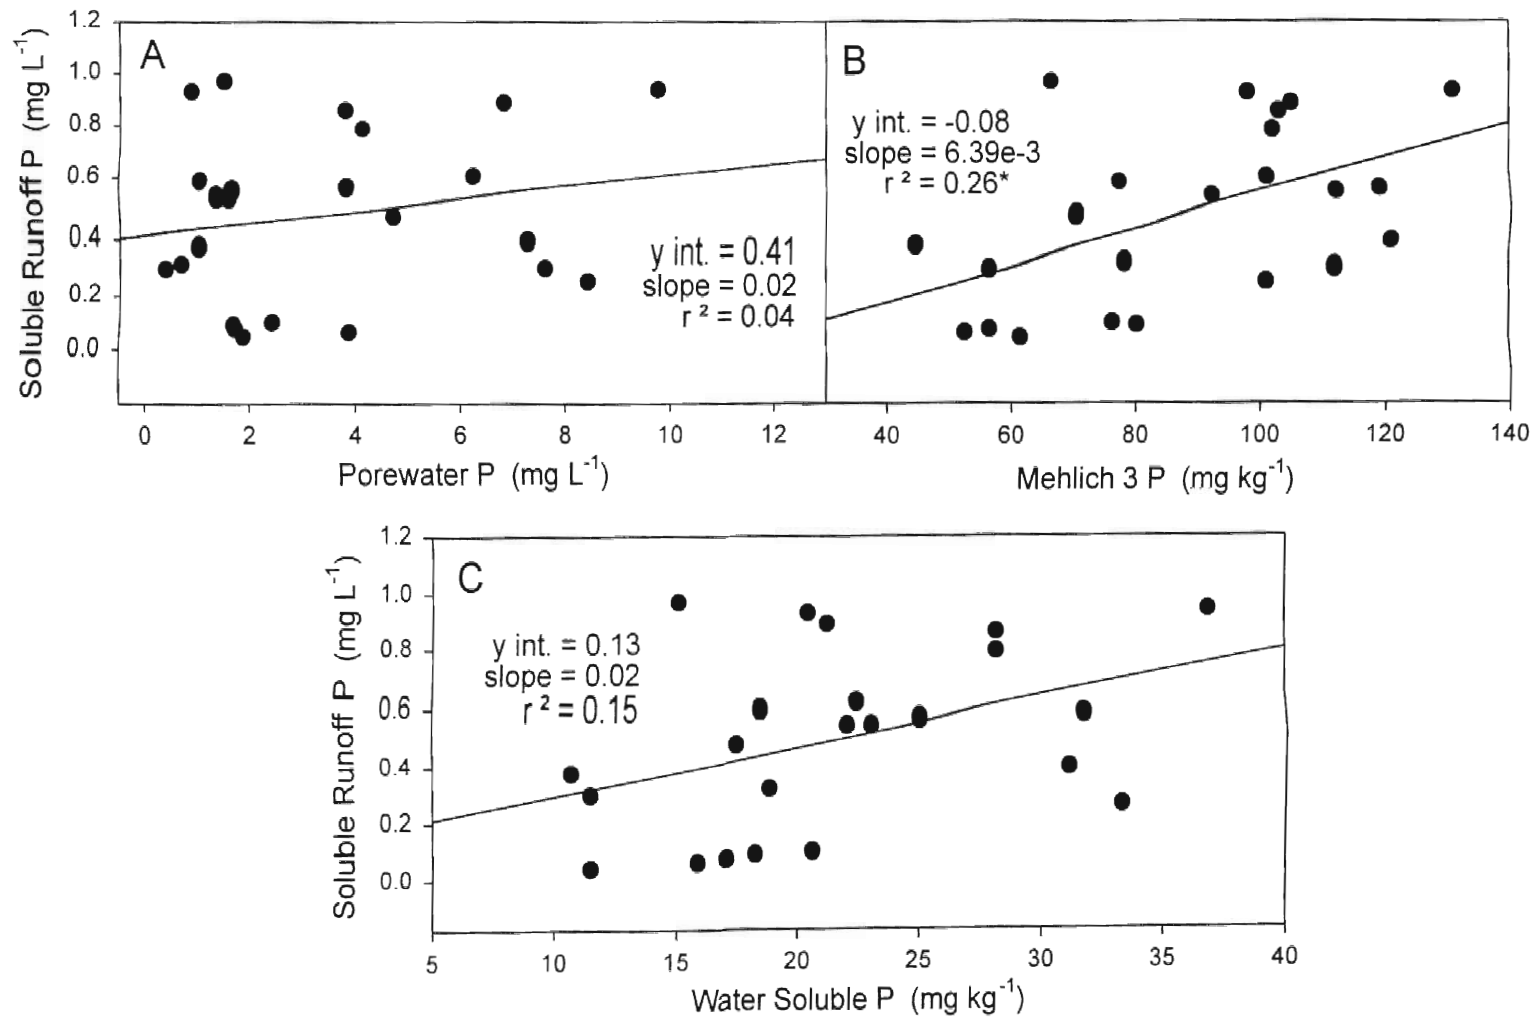 Soluble Runoff P (mg L⁻¹)
1.2
1.0
0.8
0.6
0.4
0.2
0.0
A
y int. = 0.41
slope = 0.02
r ² = 0.04
0 2 4 6 8 10 12
Porewater P (mg L⁻¹)
B
y int. = -0.08
slope = 6.39e-3
r ² = 0.26*
40 60 80 100 120 140
Mehlich 3 P (mg kg⁻¹)
Soluble Runoff P (mg L⁻¹)
1.2
1.0
0.8
0.6
0.4
0.2
0.0
C
y int. = 0.13
slope = 0.02
r ² = 0.15
5 10 15 20 25 30 35 40
Water Soluble P (mg kg⁻¹)